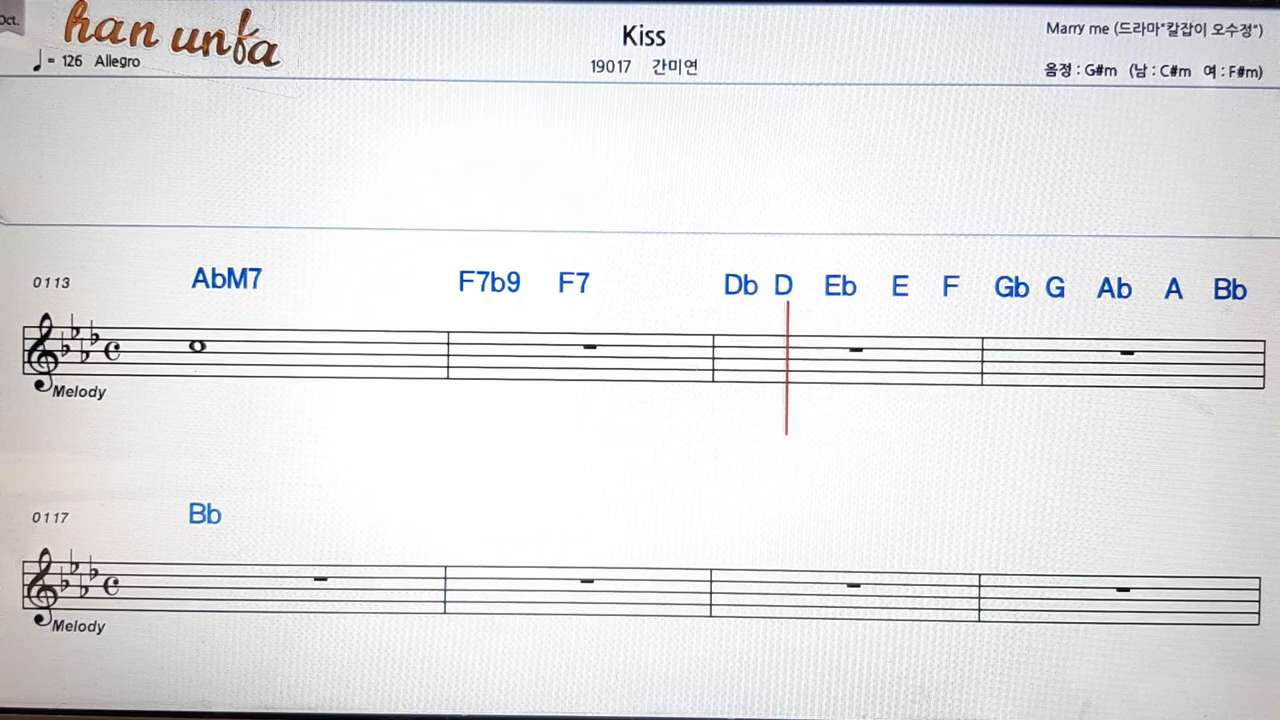 Oct.
han unfa
Kiss
Marry me (드라마"칼잡이 오수정")
= 126 Allegro
19017 간미연
음정 : G#m (남 : C#m 여 : F#m)
0113 AbM7 F7b9 F7 Db D Eb E F Gb G Ab A Bb
Melody
0117 Bb
Melody